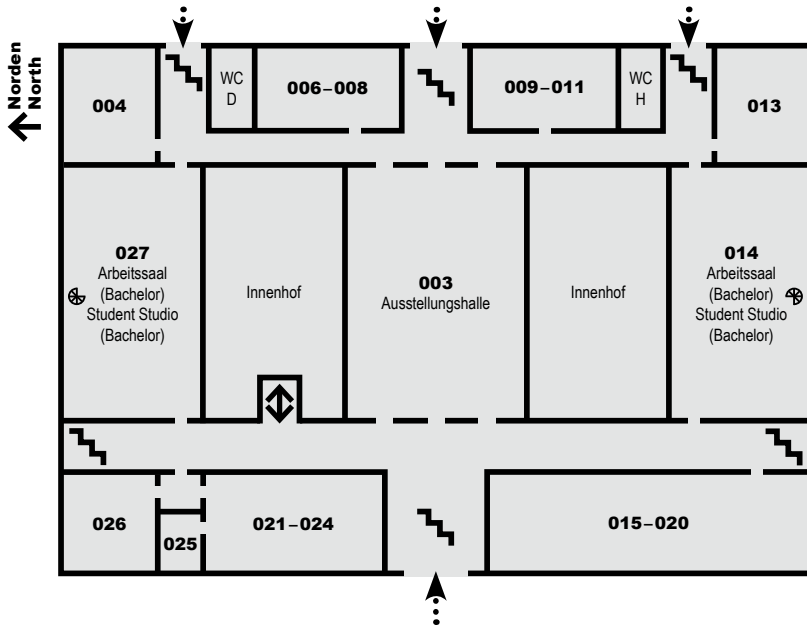 Norden
North
004
WC
D
006–008
009–011
WC
H
013
027
Arbeitssaal
(Bachelor)
Student Studio
(Bachelor)
Innenhof
003
Ausstellungshalle
Innenhof
014
Arbeitssaal
(Bachelor)
Student Studio
(Bachelor)
026
025
021–024
015–020